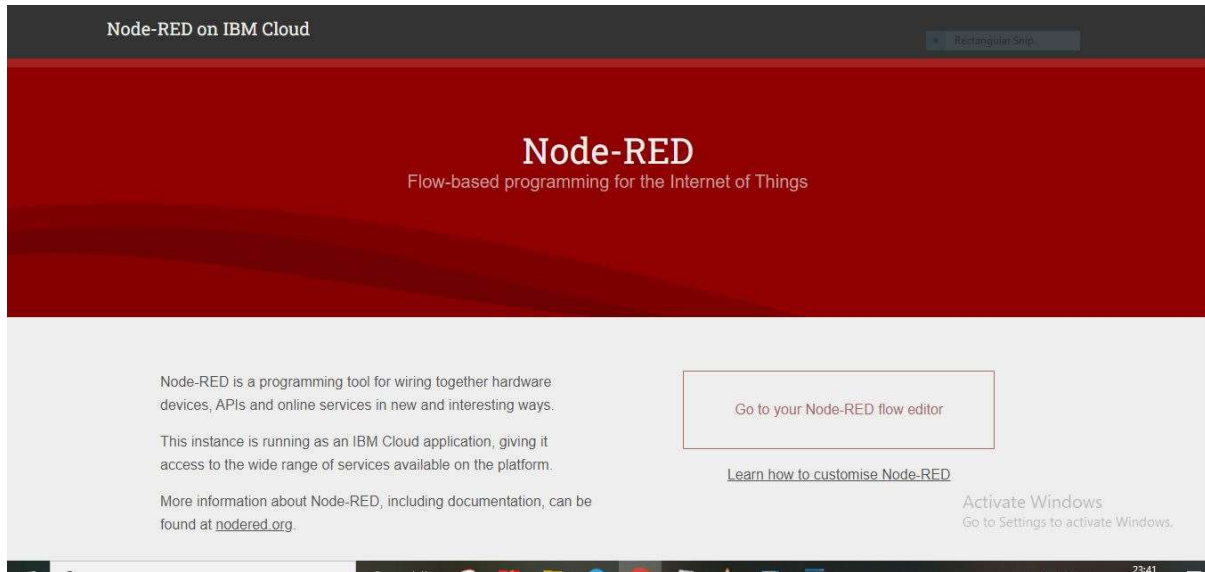 Node-RED on IBM Cloud
Rectangular Snip
Node-RED
Flow-based programming for the Internet of Things
Node-RED is a programming tool for wiring together hardware
devices, APIs and online services in new and interesting ways.
This instance is running as an IBM Cloud application, giving it
access to the wide range of services available on the platform.
More information about Node-RED, including documentation, can be
found at nodered.org.
Go to your Node-RED flow editor
Learn how to customise Node-RED
Activate Windows
Go to Settings to activate Windows.
23:41